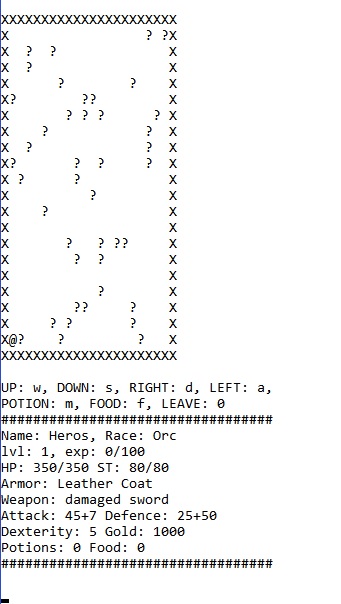 XXXXXXXXXXXXXXXXXXXXXX
X                 ? ?X
X  ?  ?              X
X  ?                 X
X      ?        ?    X
X?        ??         X
X       ? ? ?      ? X
X    ?            ?  X
X  ?              ?  X
X?       ?  ?     ?  X
X ?      ?           X
X          ?         X
X    ?               X
X                    X
X       ?   ? ??     X
X        ?  ?        X
X                    X
X           ?        X
X        ??     ?    X
X     ? ?       ?    X
X@?    ?         ?   X
XXXXXXXXXXXXXXXXXXXXXX
UP: w, DOWN: s, RIGHT: d, LEFT: a,
POTION: m, FOOD: f, LEAVE: 0
##################################
Name: Heros, Race: Orc
lvl: 1, exp: 0/100
HP: 350/350 ST: 80/80
Armor: Leather Coat
Weapon: damaged sword
Attack: 45+7 Defence: 25+50
Dexterity: 5 Gold: 1000
Potions: 0 Food: 0
##################################